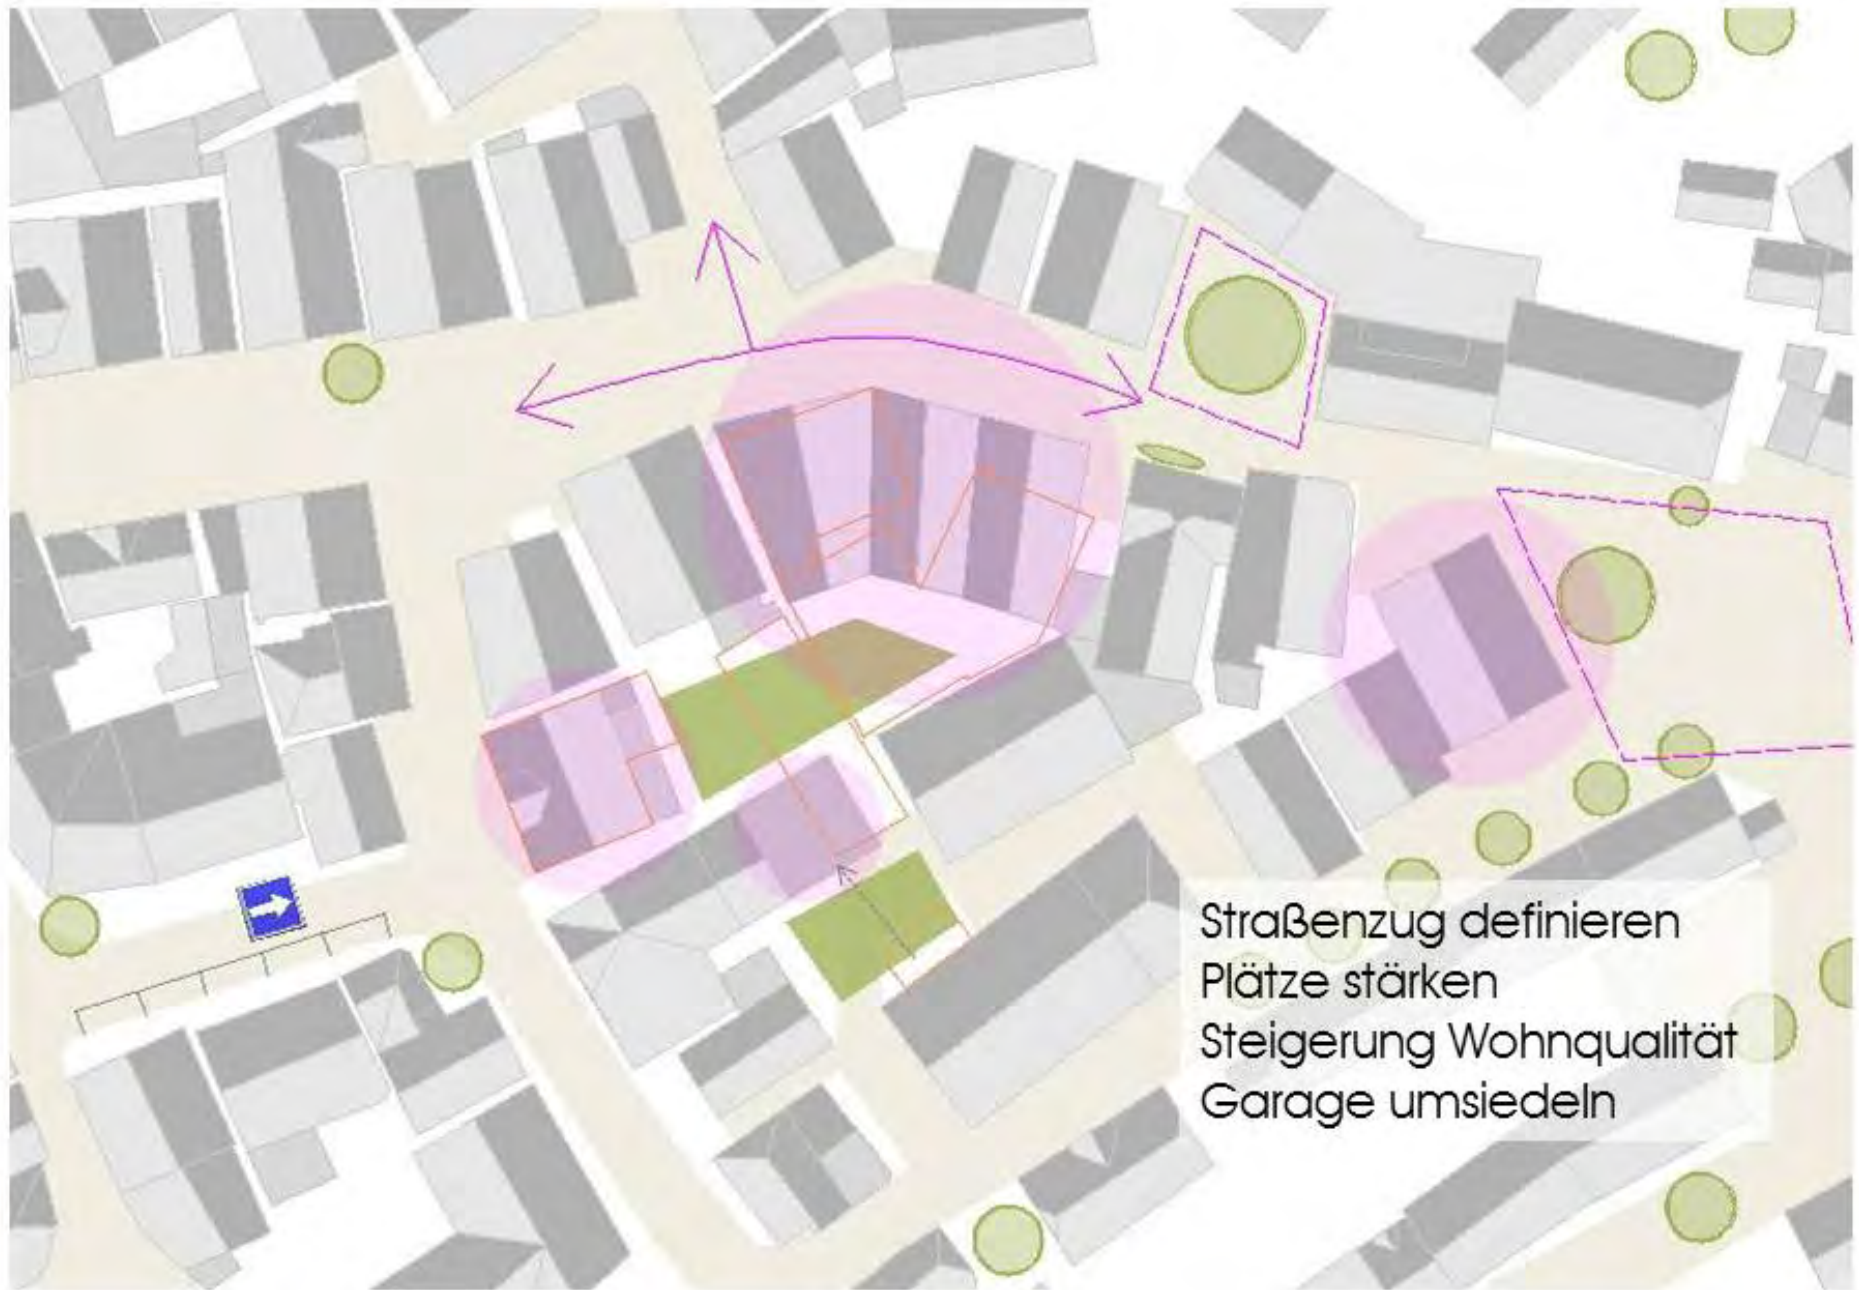 Straßenzug definieren
Plätze stärken
Steigerung Wohnqualität
Garage umsiedeln